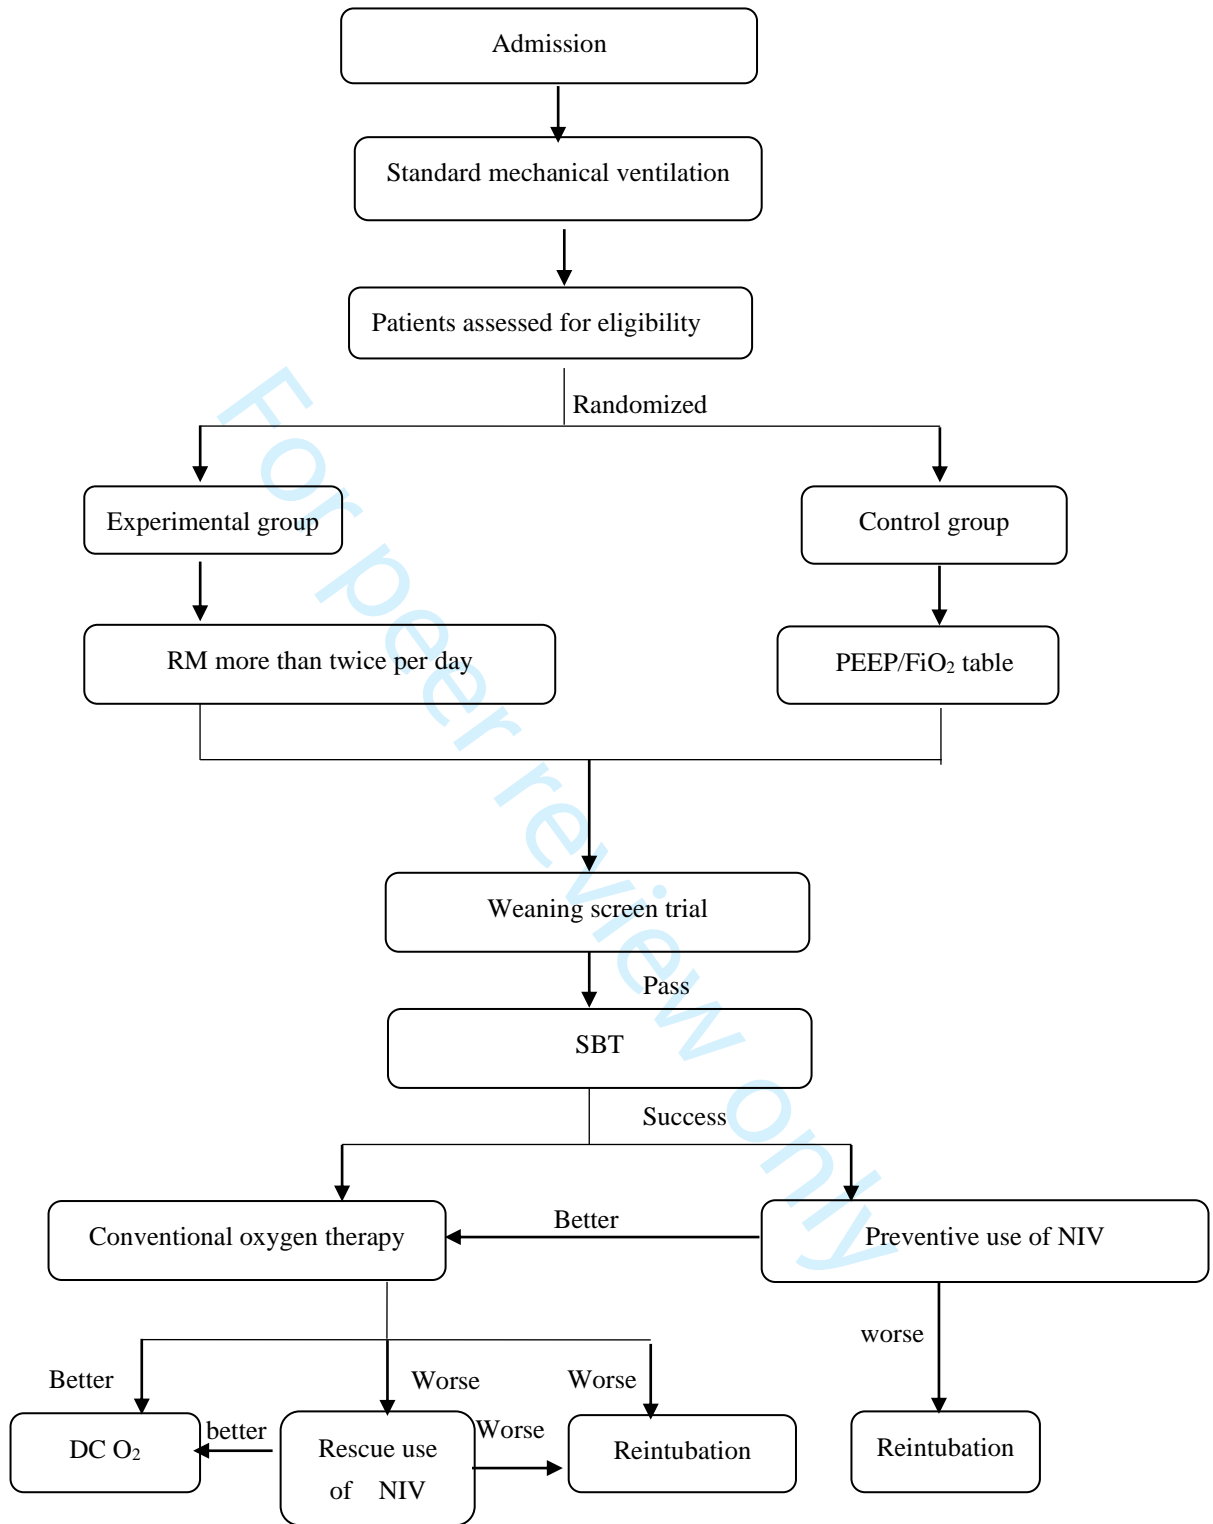 Admission
Standard mechanical ventilation
Patients assessed for eligibility
Randomized
Experimental group
Control group
RM more than twice per day
PEEP/FiO₂ table
Weaning screen trial
Pass
SBT
Success
Conventional oxygen therapy
Better
Preventive use of NIV
worse
Better
Worse
Worse
DC O₂
better
Rescue use
of NIV
Worse
Reintubation
Reintubation
For peer review only